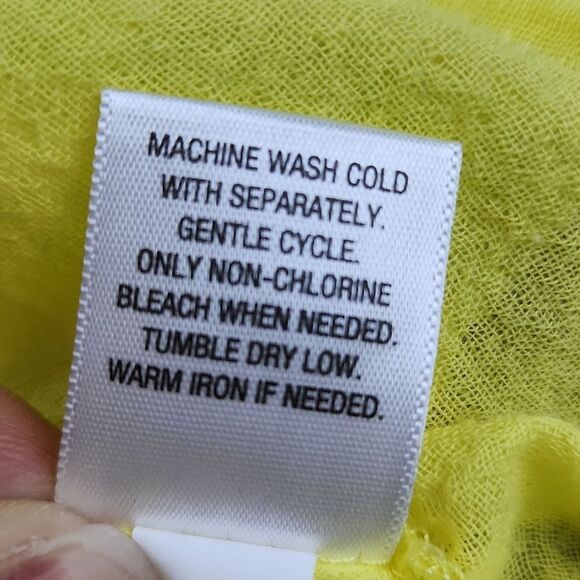 MACHINE WASH COLD
WITH SEPARATELY.
GENTLE CYCLE.
ONLY NON-CHLORINE
BLEACH WHEN NEEDED.
TUMBLE DRY LOW.
WARM IRON IF NEEDED.